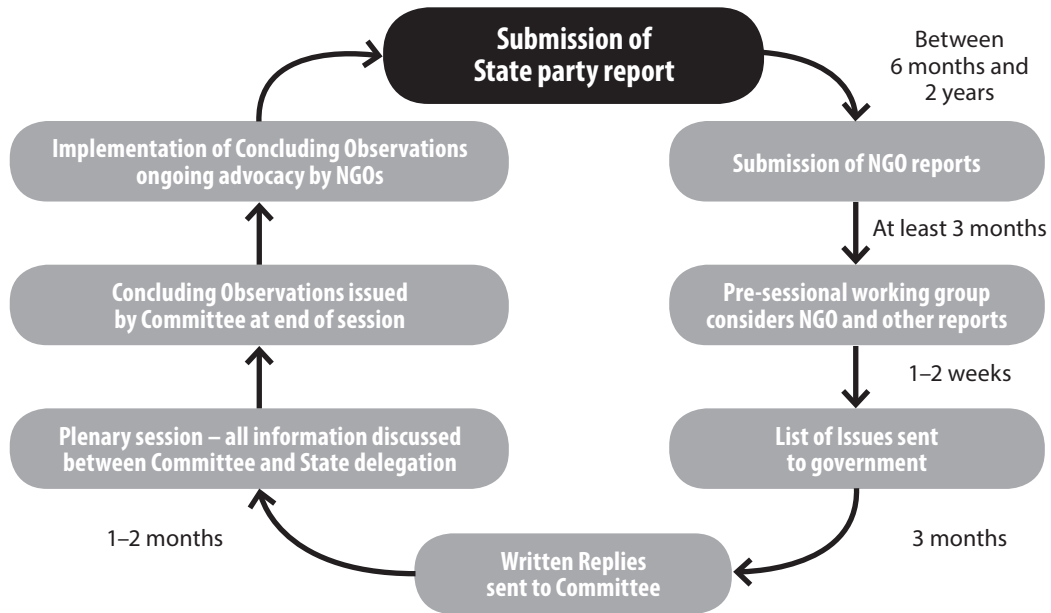 Submission of
State party report
Between
6 months and
2 years
Submission of NGO reports
At least 3 months
Pre-sessional working group
considers NGO and other reports
1–2 weeks
List of Issues sent
to government
3 months
Written Replies
sent to Committee
1–2 months
Plenary session – all information discussed
between Committee and State delegation
Concluding Observations issued
by Committee at end of session
Implementation of Concluding Observations
ongoing advocacy by NGOs